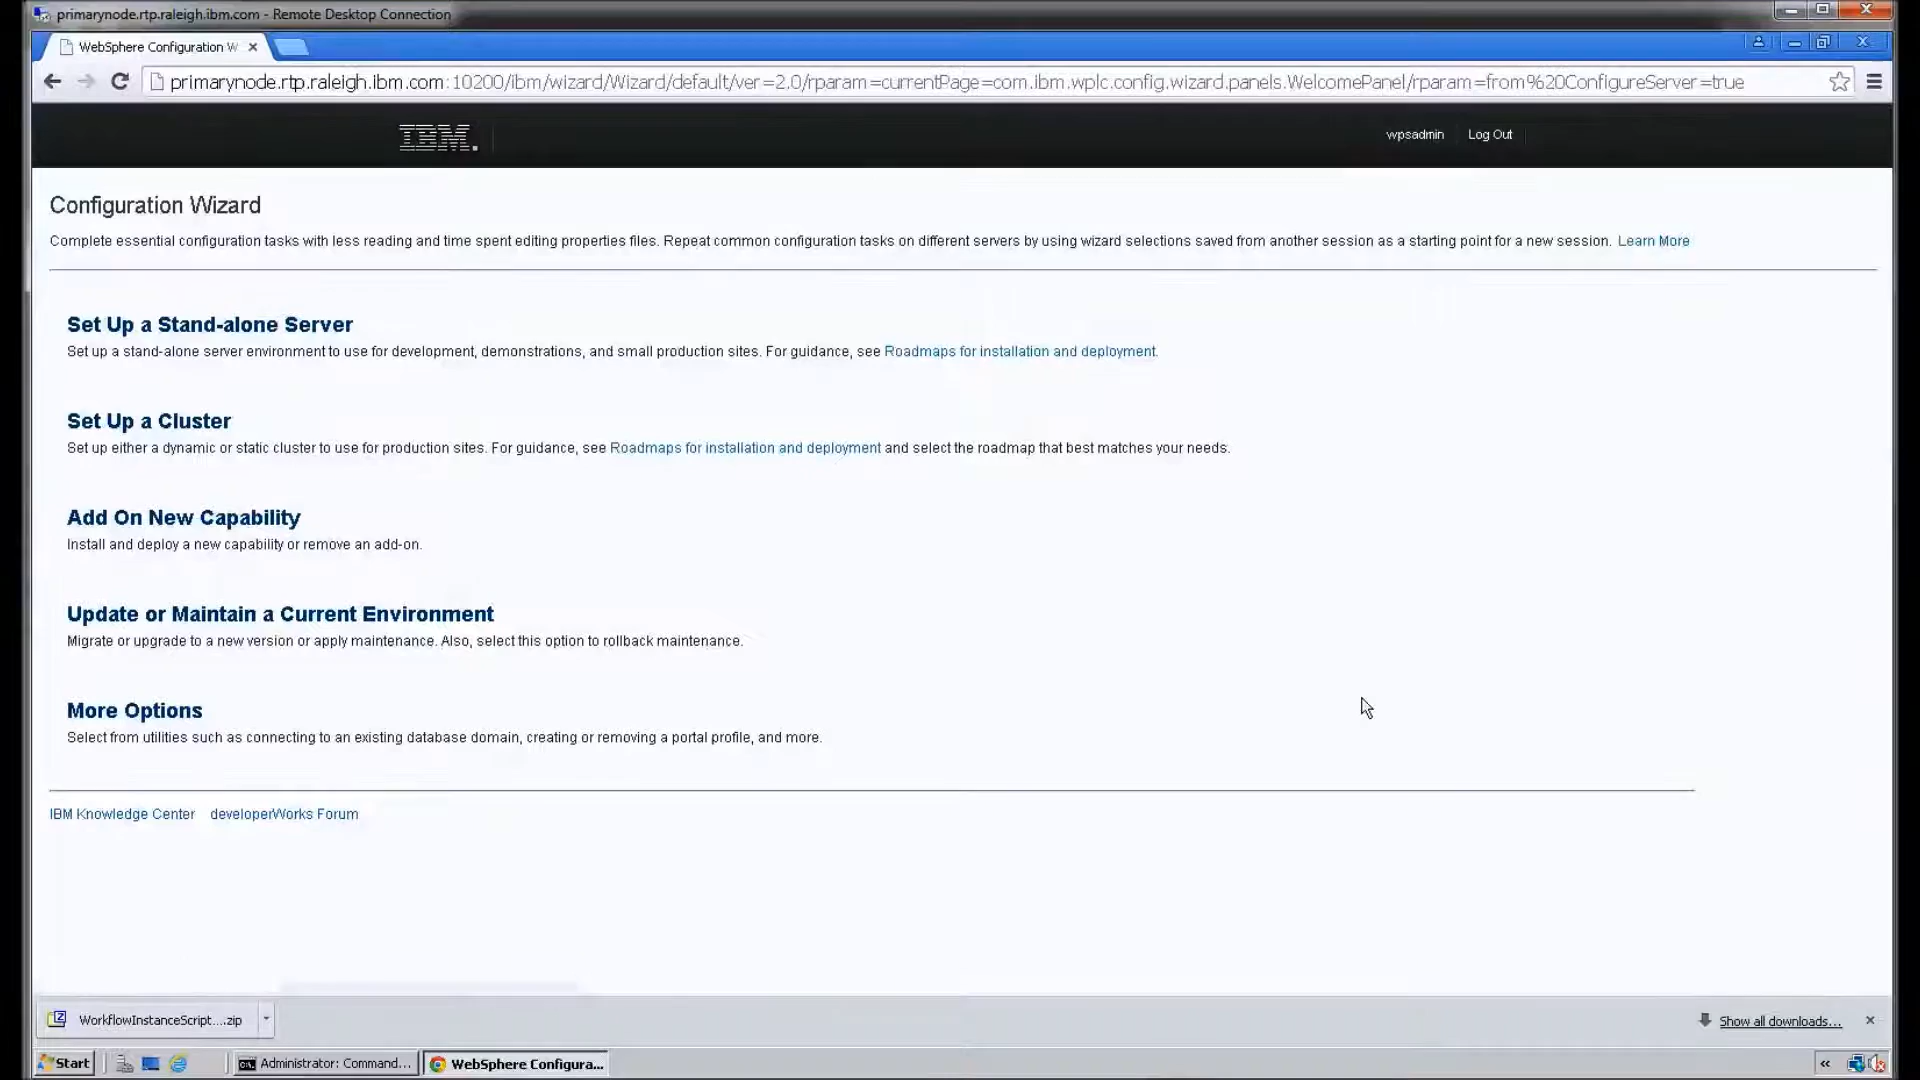 primarynode.rtp.raleigh.ibm.com - Remote Desktop Connection
WebSphere Configuration W
primarynode.rtp.raleigh.ibm.com:10200/ibm/wizard/Wizard/default/ver=2.0/rparam=currentPage=com.ibm.wplc.config.wizard.panels.WelcomePanel/rparam=from%20ConfigureServer=true
IBM.
wpsadmin Log Out
Configuration Wizard
Complete essential configuration tasks with less reading and time spent editing properties files. Repeat common configuration tasks on different servers by using wizard selections saved from another session as a starting point for a new session. Learn More
Set Up a Stand-alone Server
Set up a stand-alone server environment to use for development, demonstrations, and small production sites. For guidance, see Roadmaps for installation and deployment.
Set Up a Cluster
Set up either a dynamic or static cluster to use for production sites. For guidance, see Roadmaps for installation and deployment and select the roadmap that best matches your needs.
Add On New Capability
Install and deploy a new capability or remove an add-on.
Update or Maintain a Current Environment
Migrate or upgrade to a new version or apply maintenance. Also, select this option to rollback maintenance.
More Options
Select from utilities such as connecting to an existing database domain, creating or removing a portal profile, and more.
IBM Knowledge Center developerWorks Forum
WorkflowInstanceScript....zip
Show all downloads...
Start
Administrator: Command...
WebSphere Configura...